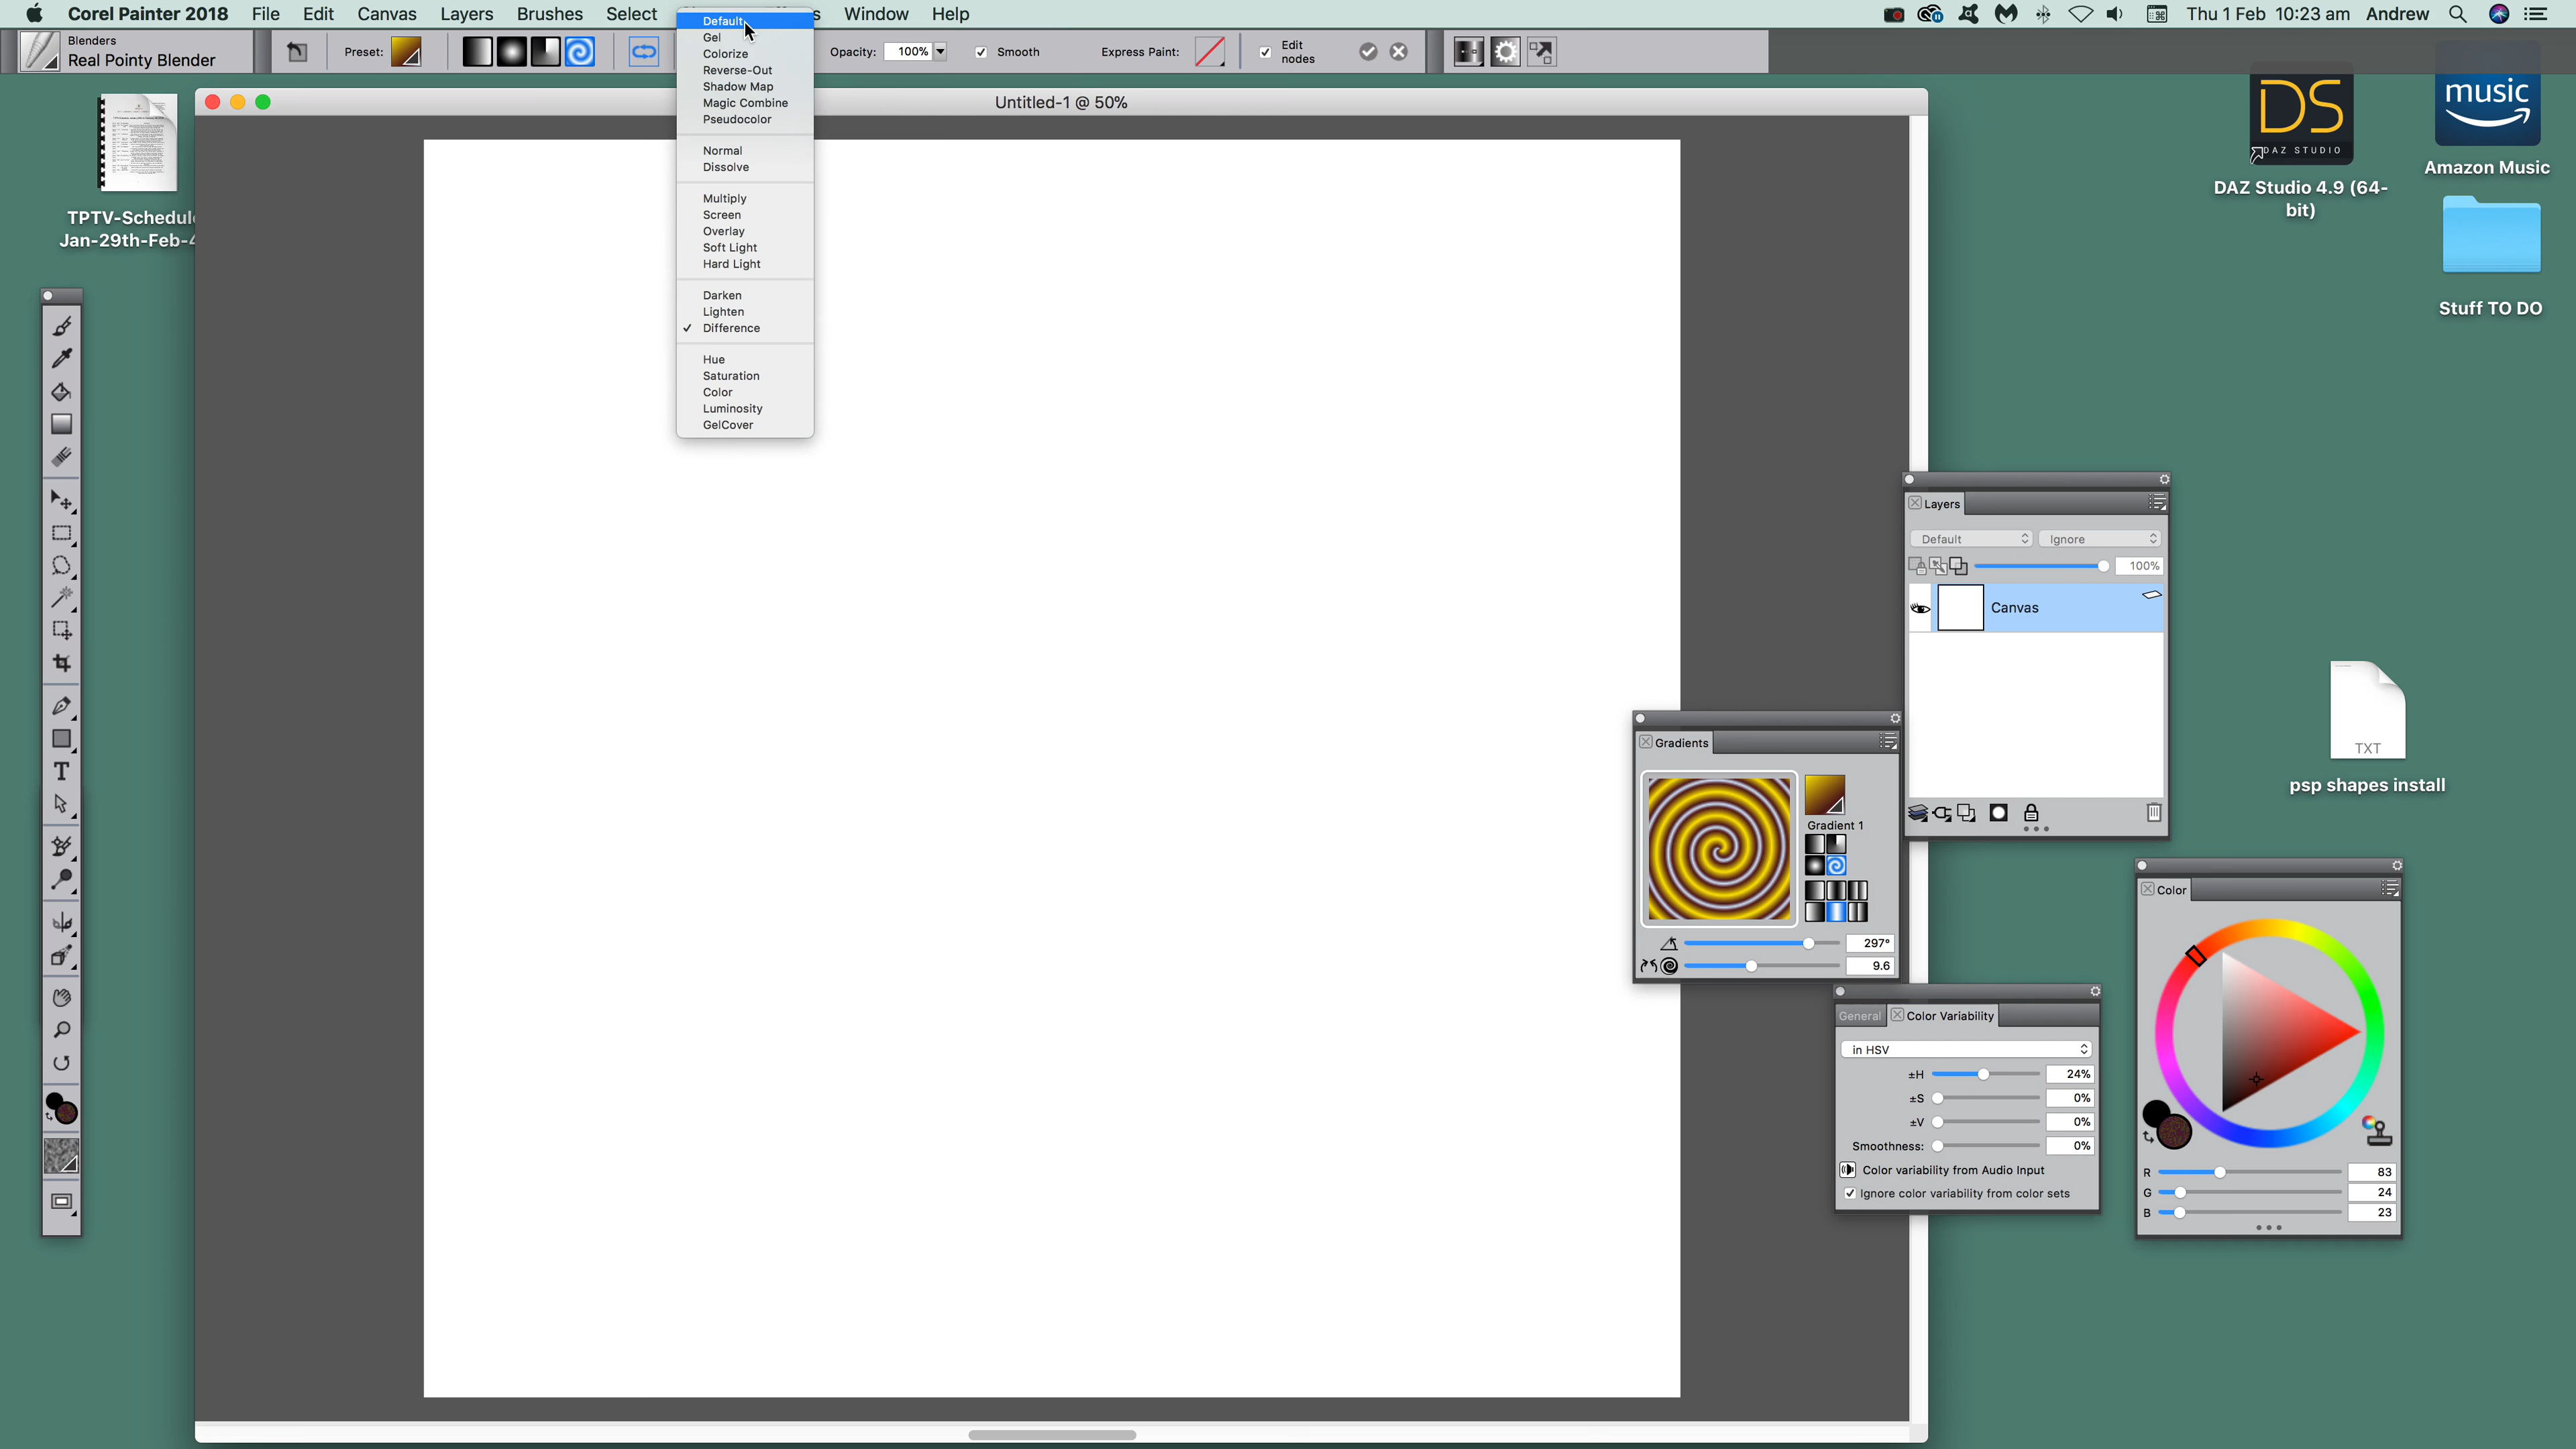 Corel Painter 2018 File Edit Canvas Layers Brushes Select Window Help
Thu 1 Feb 10:23 am Andrew
Blenders
Real Pointy Blender
Preset:
Opacity: 100%
Smooth
Express Paint:
Edit
nodes
Default
Gel
Colorize
Reverse-Out
Shadow Map
Magic Combine
Pseudocolor
Normal
Dissolve
Multiply
Screen
Overlay
Soft Light
Hard Light
Darken
Lighten
✓ Difference
Hue
Saturation
Color
Luminosity
GelCover
Untitled-1 @ 50%
TPTV-Schedul
Jan-29th-Feb-4
DS
DAZ STUDIO
DAZ Studio 4.9 (64-
bit)
music
Amazon Music
Stuff TO DO
TXT
psp shapes install
T
Layers
Default Ignore
100%
Canvas
Gradients
Gradient 1
297°
9.6
General Color Variability
in HSV
±H 24%
±S 0%
±V 0%
Smoothness: 0%
Color variability from Audio Input
Ignore color variability from color sets
Color
R 83
G 24
B 23